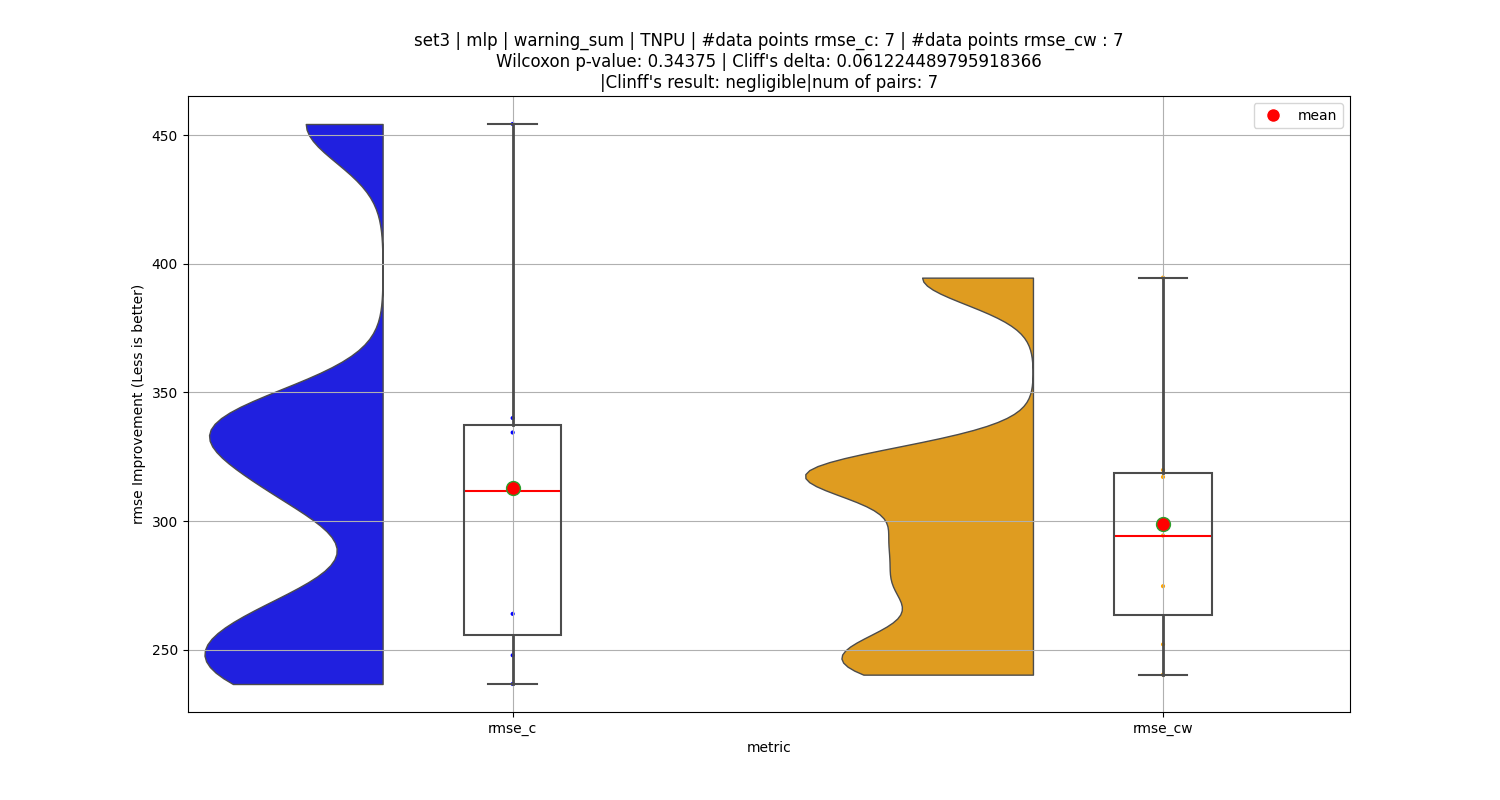 set3 | mlp | warning_sum | TNPU | #data points rmse_c: 7 | #data points rmse_cw : 7
Wilcoxon p-value: 0.34375 | Cliff's delta: 0.061224489795918366
|Clinff's result: negligible|num of pairs: 7
mean
450
400
350
300
250
rmse Improvement (Less is better)
rmse_c
rmse_cw
metric